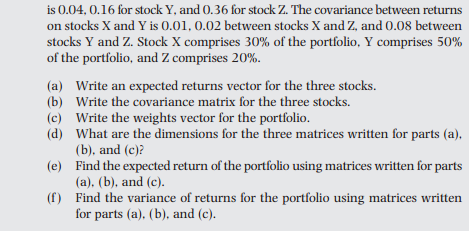 is 0.04, 0.16 for stock Y, and 0.36 for stock Z. The covariance between returns
on stocks X and Y is 0.01, 0.02 between stocks X and Z, and 0.08 between
stocks Y and Z. Stock X comprises 30% of the portfolio, Y comprises 50%
of the portfolio, and Z comprises 20%.
(a) Write an expected returns vector for the three stocks.
(b) Write the covariance matrix for the three stocks.
(c) Write the weights vector for the portfolio.
(d) What are the dimensions for the three matrices written for parts (a),
(b), and (c)?
(e) Find the expected return of the portfolio using matrices written for parts
(a), (b), and (c).
(f) Find the variance of returns for the portfolio using matrices written
for parts (a), (b), and (c).